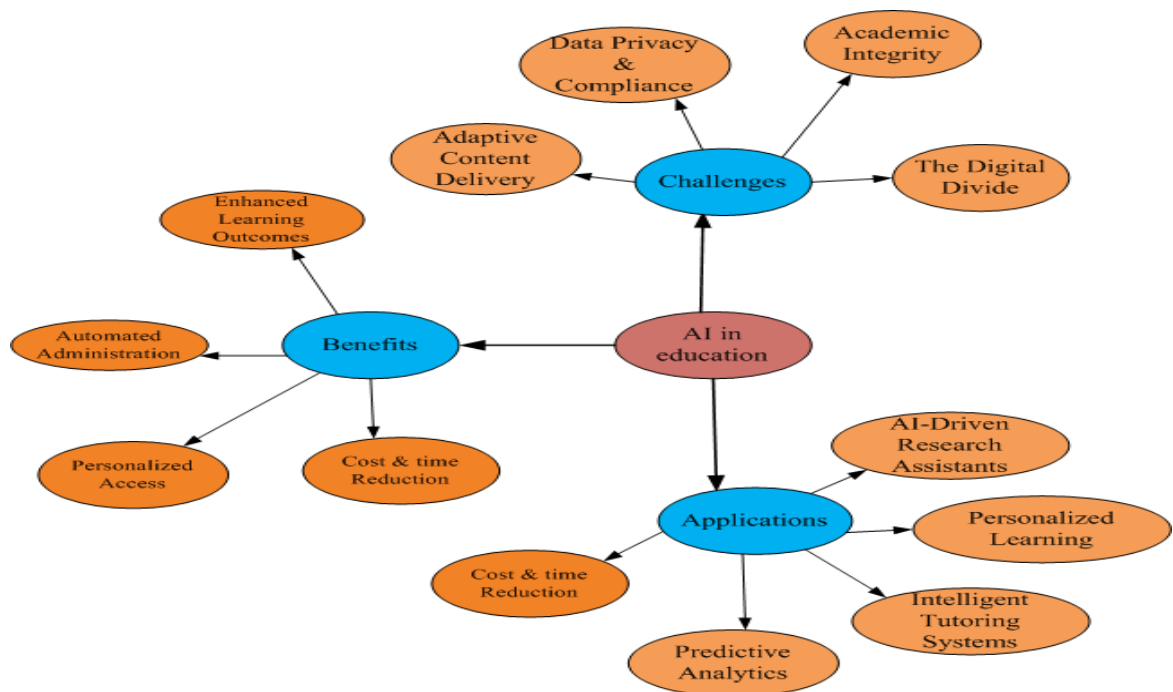 Data Privacy
&
Compliance
Academic
Integrity
Adaptive
Content
Delivery
Challenges
The Digital
Divide
Enhanced
Learning
Outcomes
Automated
Administration
Benefits
AI in
education
Personalized
Access
Cost & time
Reduction
AI-Driven
Research
Assistants
Applications
Personalized
Learning
Cost & time
Reduction
Intelligent
Tutoring
Systems
Predictive
Analytics